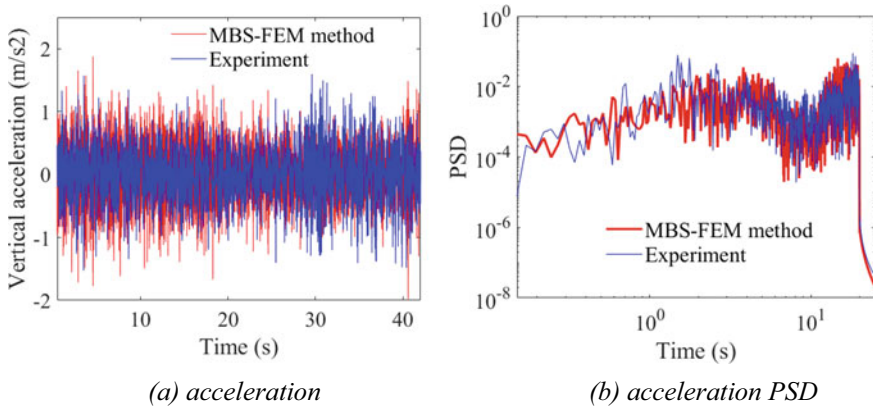 MBS-FEM method
Experiment
Vertical acceleration (m/s2)
2
1
0
-1
-2
10
20
30
40
Time (s)
(a) acceleration
10^0
10^-2
10^-4
10^-6
10^-8
PSD
MBS-FEM method
Experiment
10^0
10^1
Time (s)
(b) acceleration PSD